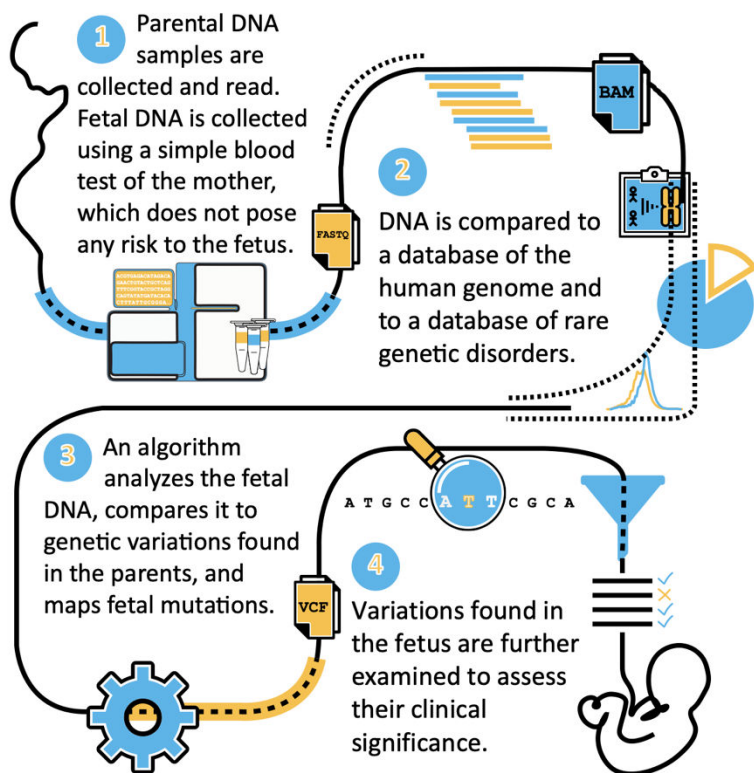 1 Parental DNA
samples are
collected and read.
Fetal DNA is collected
using a simple blood
test of the mother,
which does not pose
any risk to the fetus.
FASTQ
BAM
2
DNA is compared to
a database of the
human genome and
to a database of rare
genetic disorders.
3 An algorithm
analyzes the fetal
DNA, compares it to
genetic variations found
in the parents, and
maps fetal mutations.
VCF
A T G C C A T T C G C A
4
Variations found in
the fetus are further
examined to assess
their clinical
significance.